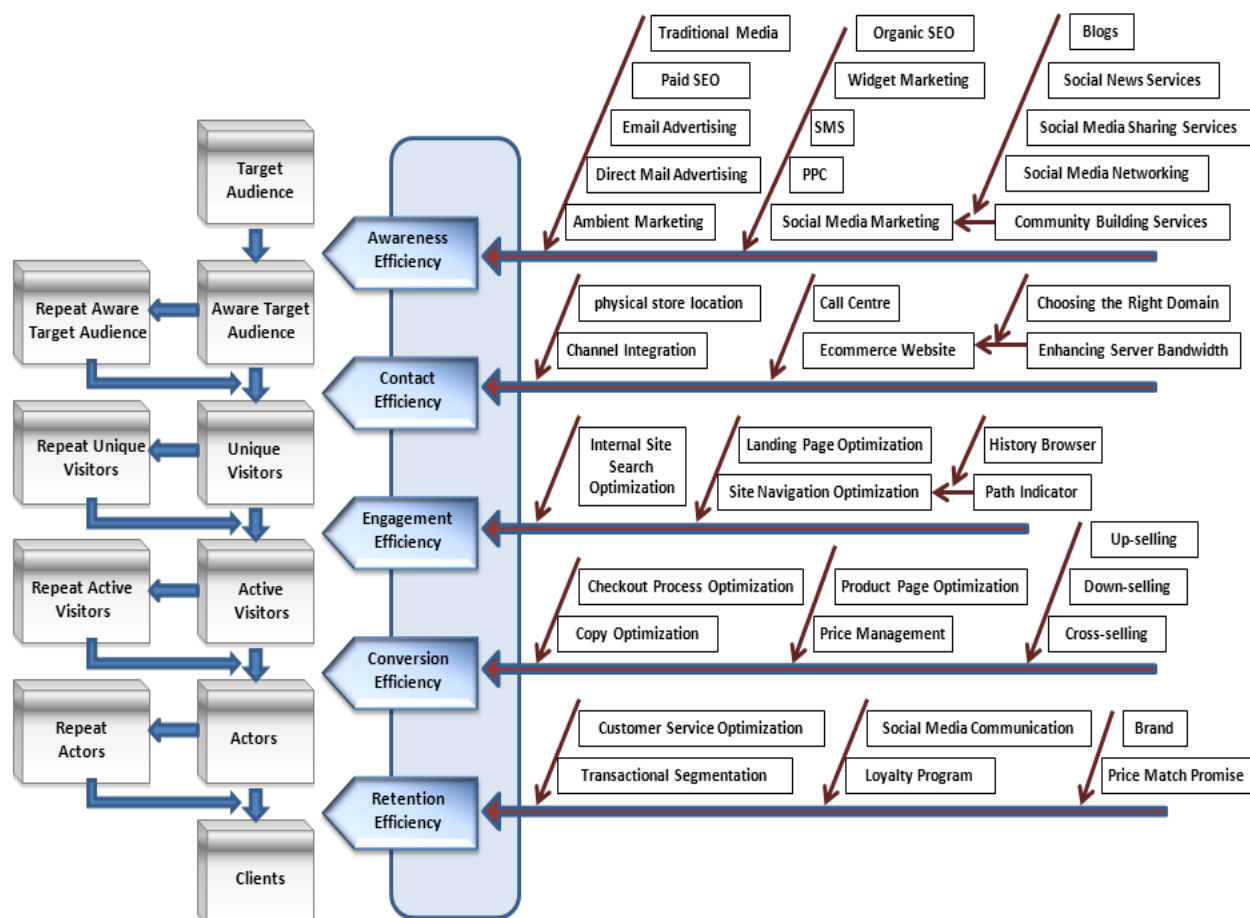 Traditional Media
Organic SEO
Blogs
Paid SEO
Widget Marketing
Social News Services
Email Advertising
SMS
Social Media Sharing Services
Direct Mail Advertising
PPC
Social Media Networking
Ambient Marketing
Social Media Marketing
Community Building Services
Target
Audience
Awareness
Efficiency
Repeat Aware
Target Audience
Aware Target
Audience
physical store location
Call Centre
Choosing the Right Domain
Channel Integration
Ecommerce Website
Enhancing Server Bandwidth
Contact
Efficiency
Repeat Unique
Visitors
Unique
Visitors
Internal Site
Search
Optimization
Landing Page Optimization
History Browser
Site Navigation Optimization
Path Indicator
Engagement
Efficiency
Repeat Active
Visitors
Active
Visitors
Up-selling
Checkout Process Optimization
Product Page Optimization
Down-selling
Copy Optimization
Price Management
Cross-selling
Conversion
Efficiency
Repeat
Actors
Actors
Customer Service Optimization
Social Media Communication
Brand
Transactional Segmentation
Loyalty Program
Price Match Promise
Retention
Efficiency
Clients